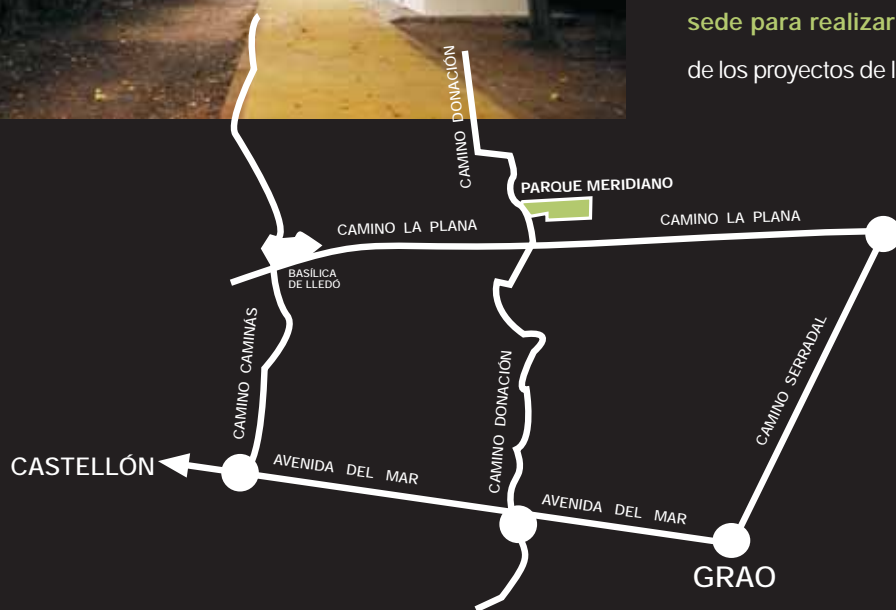 sede para realizar
de los proyectos de l
CAMINO DONACIÓN
PARQUE MERIDIANO
CAMINO LA PLANA
CAMINO LA PLANA
BASÍLICA
DE LLEDÓ
CAMINO CAMINÁS
CAMINO DONACIÓN
CAMINO SERRADAL
CASTELLÓN
AVENIDA DEL MAR
AVENIDA DEL MAR
GRAO